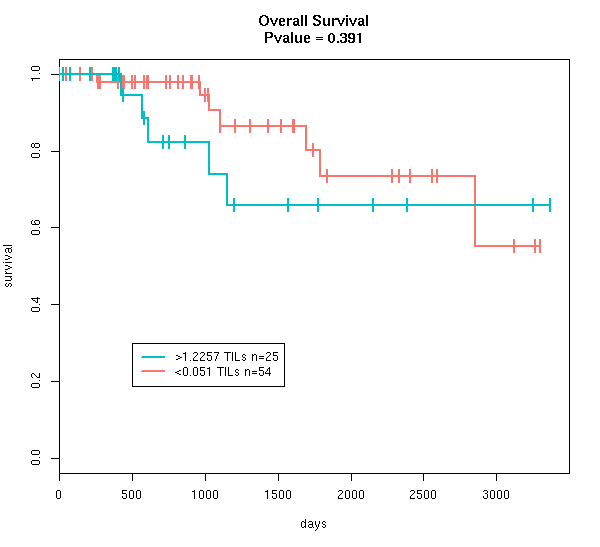 Overall Survival
Pvalue = 0.391
1.0
0.8
0.6
0.4
0.2
0.0
survival
>1.2257 TILs n=25
<0.051 TILs n=54
0 500 1000 1500 2000 2500 3000
days